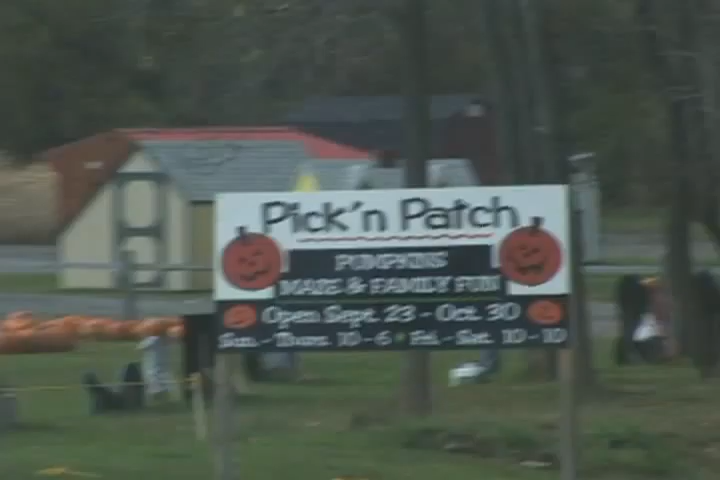 Pick'n Patch
PUMPKINS
MAZE & FAMILY FUN
Open Sept. 23 - Oct. 30
Sun. - Thurs. 10 - 6 • Fri. - Sat. 10 - 10